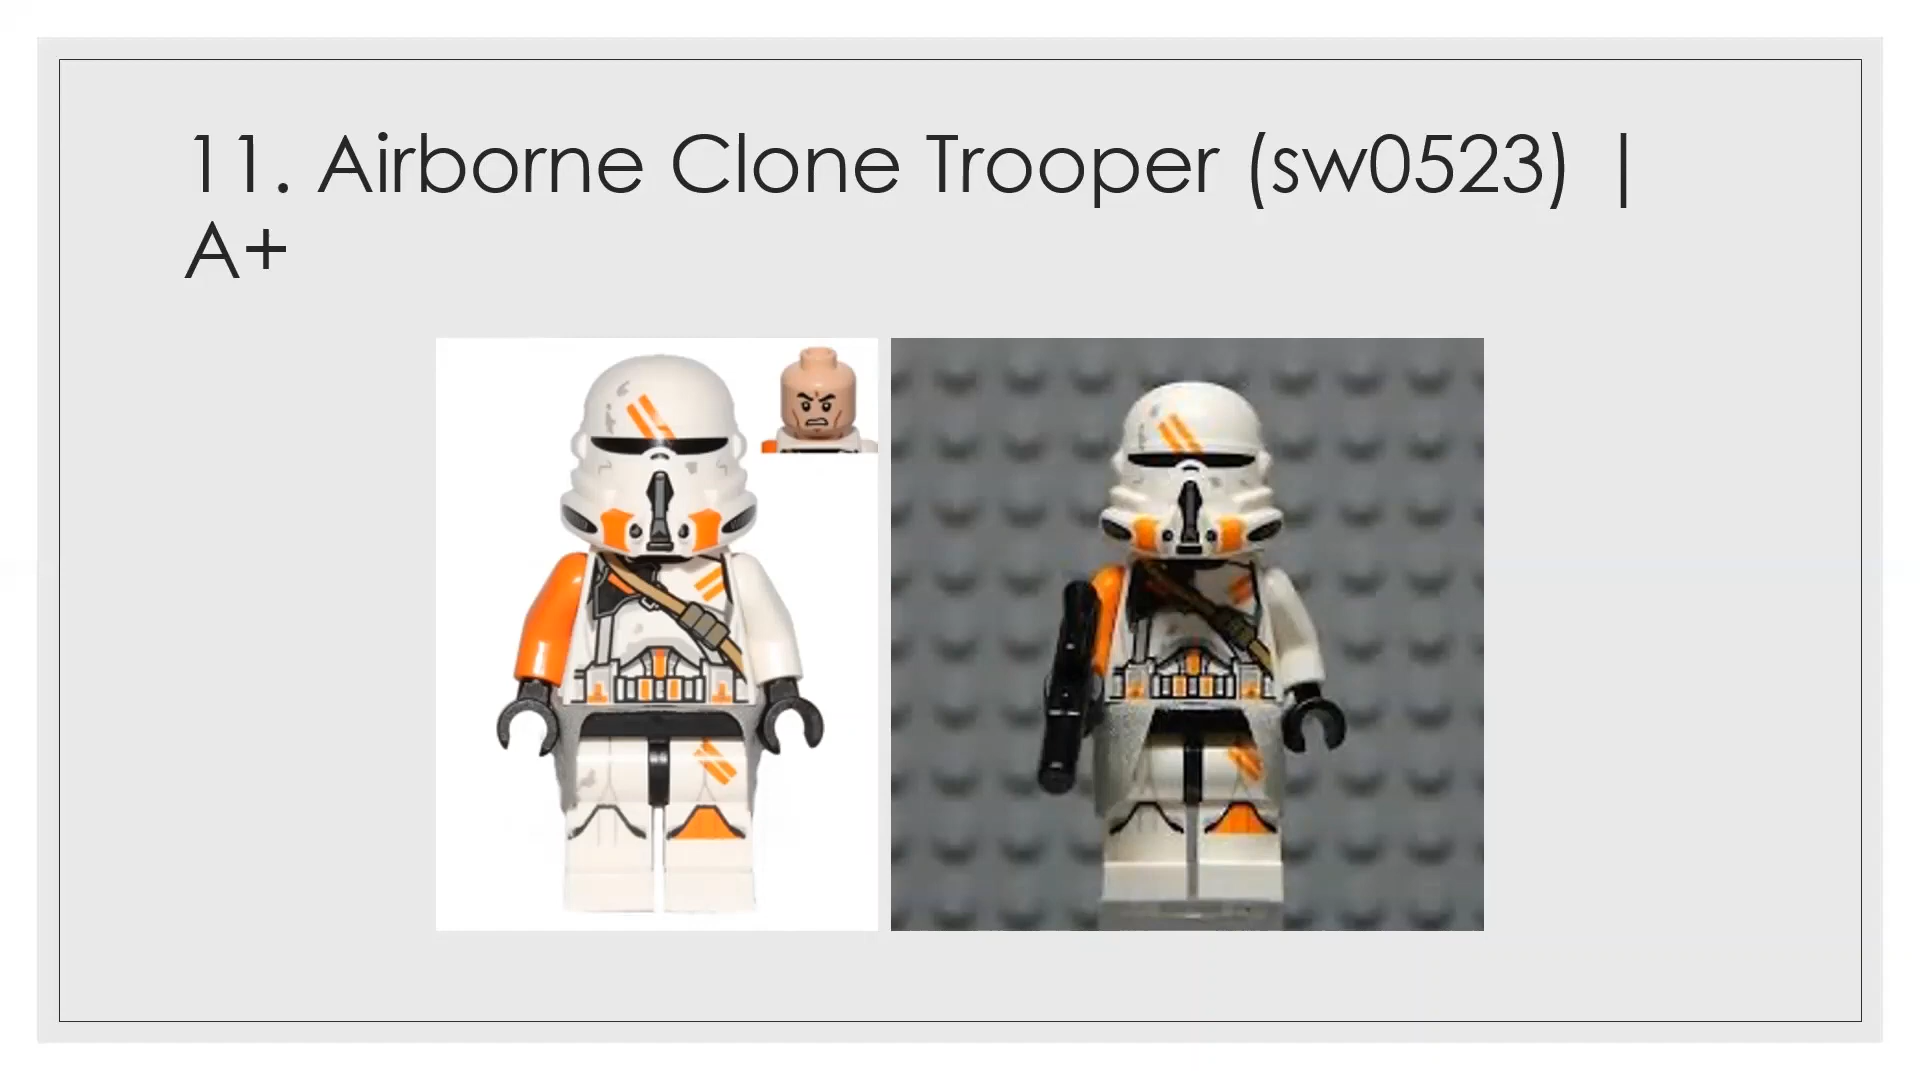 11. Airborne Clone Trooper (sw0523) |
A+